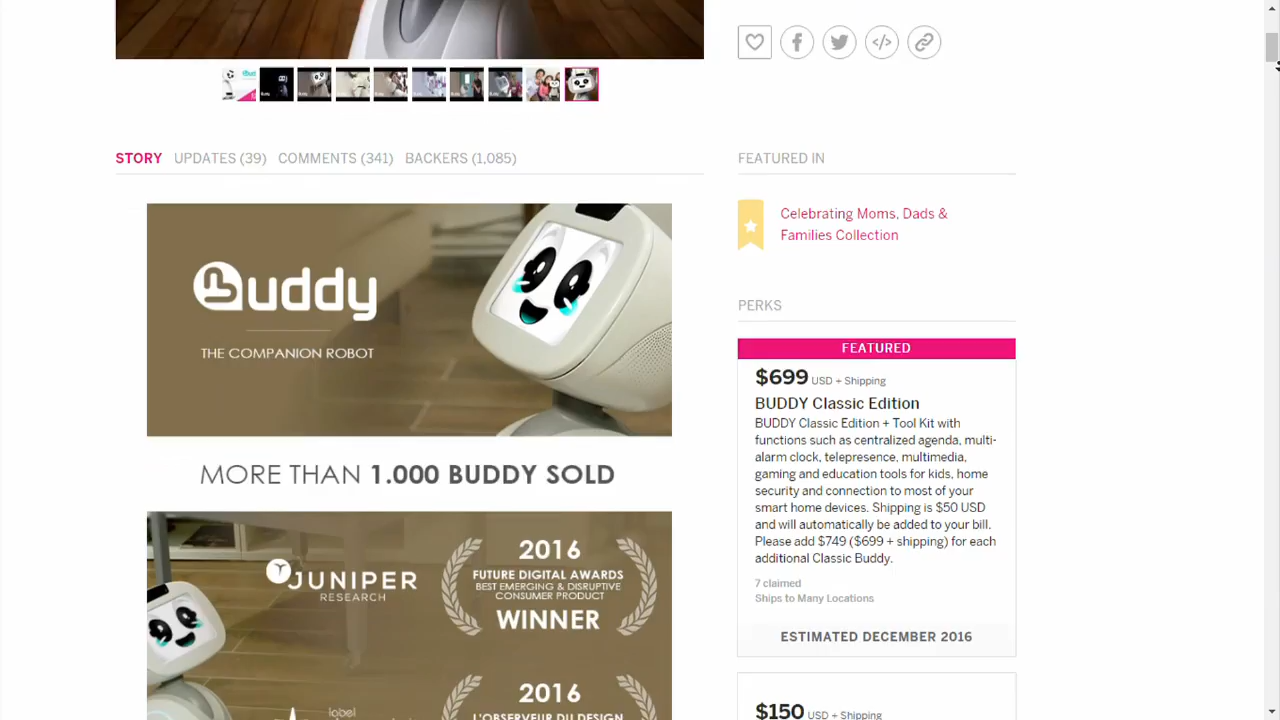 STORY UPDATES (39) COMMENTS (341) BACKERS (1,085)
Buddy
THE COMPANION ROBOT
MORE THAN 1.000 BUDDY SOLD
JUNIPER
RESEARCH
2016
FUTURE DIGITAL AWARDS
BEST EMERGING & DISRUPTIVE
CONSUMER PRODUCT
WINNER
label
2016
L'OBSERVEUR DU DESIGN
FEATURED IN
Celebrating Moms, Dads &
Families Collection
PERKS
FEATURED
$699 USD + Shipping
BUDDY Classic Edition
BUDDY Classic Edition + Tool Kit with
functions such as centralized agenda, multi-
alarm clock, telepresence, multimedia,
gaming and education tools for kids, home
security and connection to most of your
smart home devices. Shipping is $50 USD
and will automatically be added to your bill.
Please add $749 ($699 + shipping) for each
additional Classic Buddy.
7 claimed
Ships to Many Locations
ESTIMATED DECEMBER 2016
$150 USD + Shipping